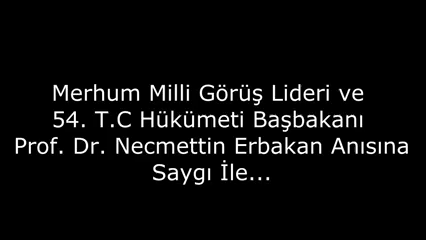 Merhum Milli Görüş Lideri ve
54. T.C Hükümeti Başbakanı
Prof. Dr. Necmettin Erbakan Anısına
Saygı İle...